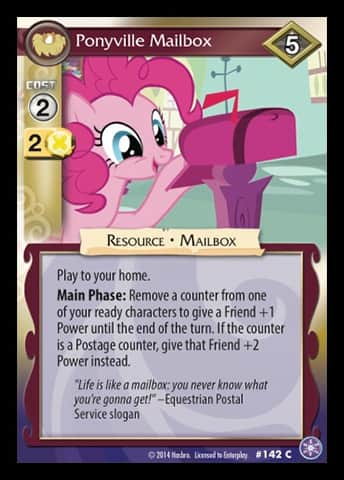 Ponyville Mailbox
5
COST
2
2
RESOURCE • MAILBOX
Play to your home.
Main Phase: Remove a counter from one
of your ready characters to give a Friend +1
Power until the end of the turn. If the counter
is a Postage counter, give that Friend +2
Power instead.
"Life is like a mailbox: you never know what
you're gonna get!" –Equestrian Postal
Service slogan
© 2014 Hasbro. Licensed to Enterplay. #142 C